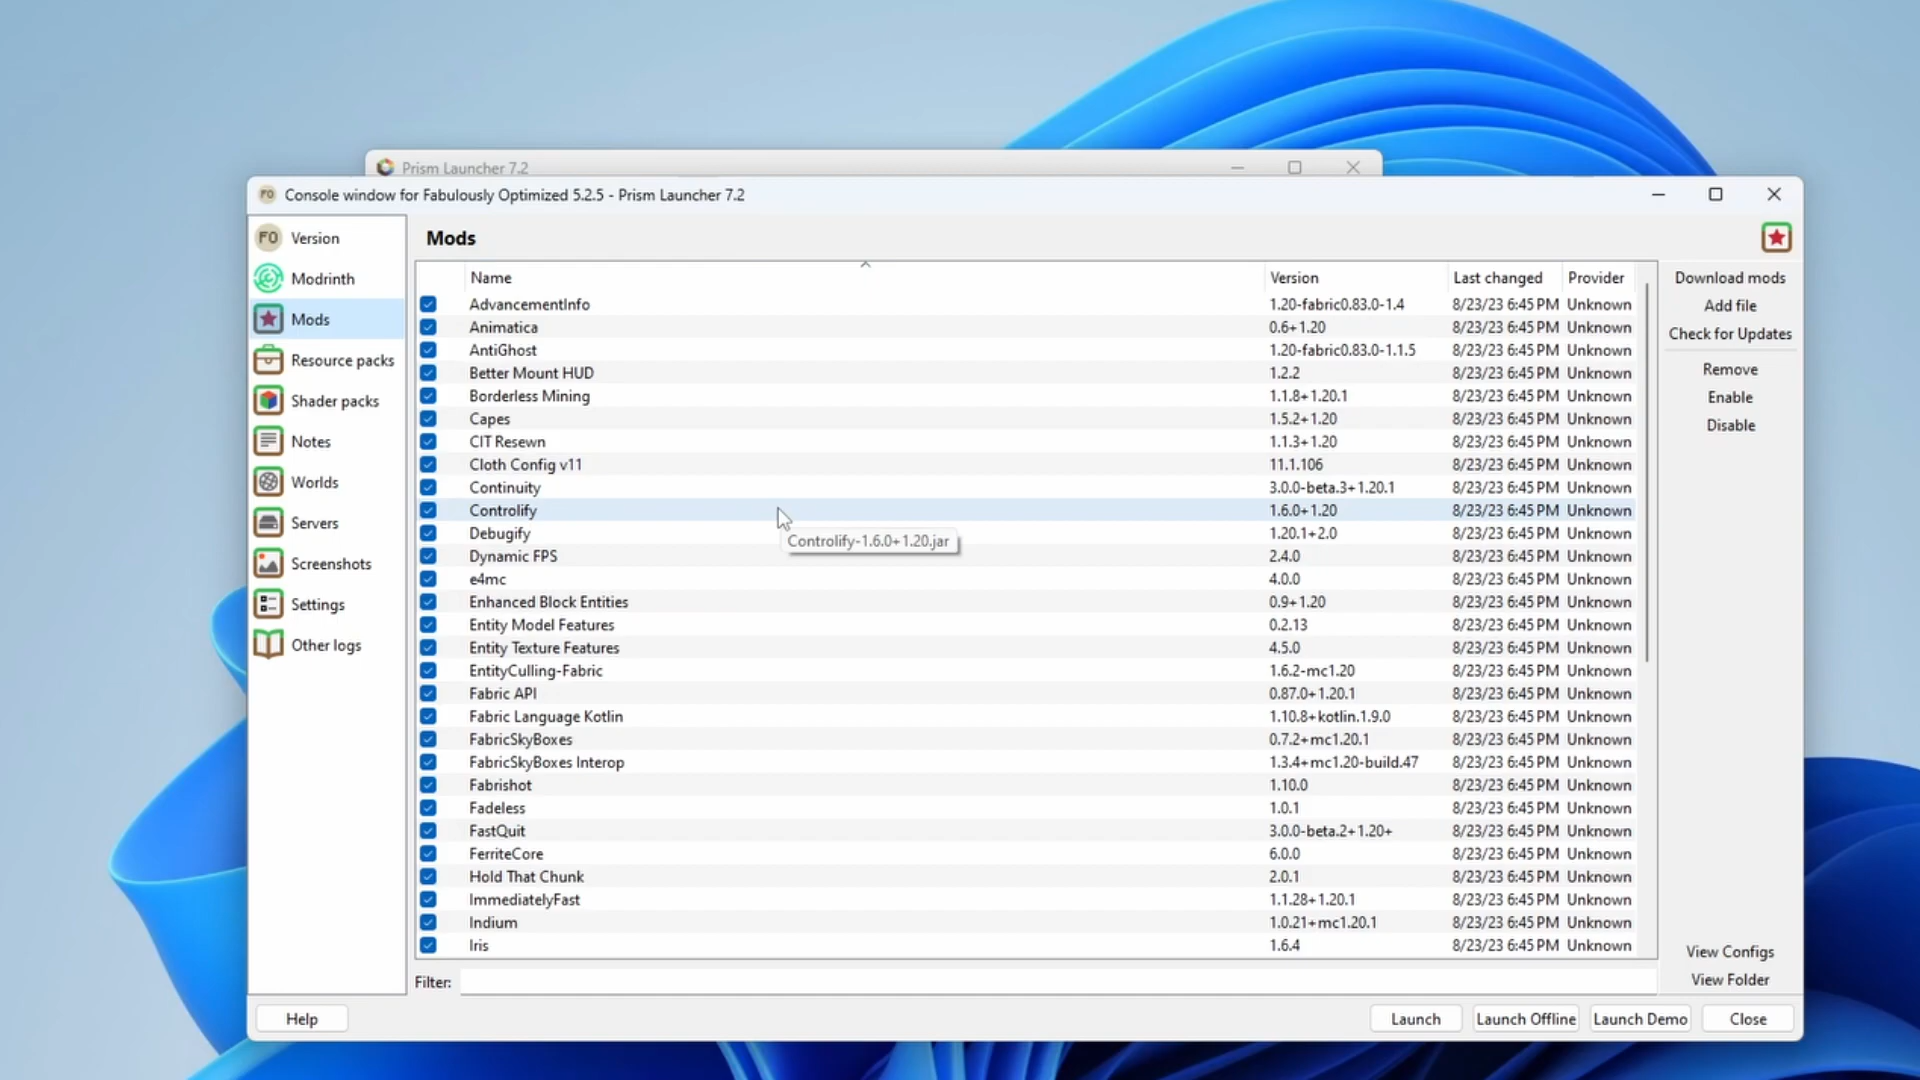 Prism Launcher 7.2
FO Console window for Fabulously Optimized 5.2.5 - Prism Launcher 7.2
FO Version
Modrinth
Mods
Resource packs
Shader packs
Notes
Worlds
Servers
Screenshots
Settings
Other logs
Mods
Name Version Last changed Provider
AdvancementInfo 1.20-fabric0.83.0-1.4 8/23/23 6:45 PM Unknown
Animatica 0.6+1.20 8/23/23 6:45 PM Unknown
AntiGhost 1.20-fabric0.83.0-1.1.5 8/23/23 6:45 PM Unknown
Better Mount HUD 1.2.2 8/23/23 6:45 PM Unknown
Borderless Mining 1.1.8+1.20.1 8/23/23 6:45 PM Unknown
Capes 1.5.2+1.20 8/23/23 6:45 PM Unknown
CIT Resewn 1.1.3+1.20 8/23/23 6:45 PM Unknown
Cloth Config v11 11.1.106 8/23/23 6:45 PM Unknown
Continuity 3.0.0-beta.3+1.20.1 8/23/23 6:45 PM Unknown
Controlify 1.6.0+1.20 8/23/23 6:45 PM Unknown
Controlify-1.6.0+1.20.jar
Debugify 1.20.1+2.0 8/23/23 6:45 PM Unknown
Dynamic FPS 2.4.0 8/23/23 6:45 PM Unknown
e4mc 4.0.0 8/23/23 6:45 PM Unknown
Enhanced Block Entities 0.9+1.20 8/23/23 6:45 PM Unknown
Entity Model Features 0.2.13 8/23/23 6:45 PM Unknown
Entity Texture Features 4.5.0 8/23/23 6:45 PM Unknown
EntityCulling-Fabric 1.6.2-mc1.20 8/23/23 6:45 PM Unknown
Fabric API 0.87.0+1.20.1 8/23/23 6:45 PM Unknown
Fabric Language Kotlin 1.10.8+kotlin.1.9.0 8/23/23 6:45 PM Unknown
FabricSkyBoxes 0.7.2+mc1.20.1 8/23/23 6:45 PM Unknown
FabricSkyBoxes Interop 1.3.4+mc1.20-build.47 8/23/23 6:45 PM Unknown
Fabrishot 1.10.0 8/23/23 6:45 PM Unknown
Fadeless 1.0.1 8/23/23 6:45 PM Unknown
FastQuit 3.0.0-beta.2+1.20+ 8/23/23 6:45 PM Unknown
FerriteCore 6.0.0 8/23/23 6:45 PM Unknown
Hold That Chunk 2.0.1 8/23/23 6:45 PM Unknown
ImmediatelyFast 1.1.28+1.20.1 8/23/23 6:45 PM Unknown
Indium 1.0.21+mc1.20.1 8/23/23 6:45 PM Unknown
Iris 1.6.4 8/23/23 6:45 PM Unknown
Filter:
Download mods
Add file
Check for Updates
Remove
Enable
Disable
View Configs
View Folder
Help Launch Launch Offline Launch Demo Close